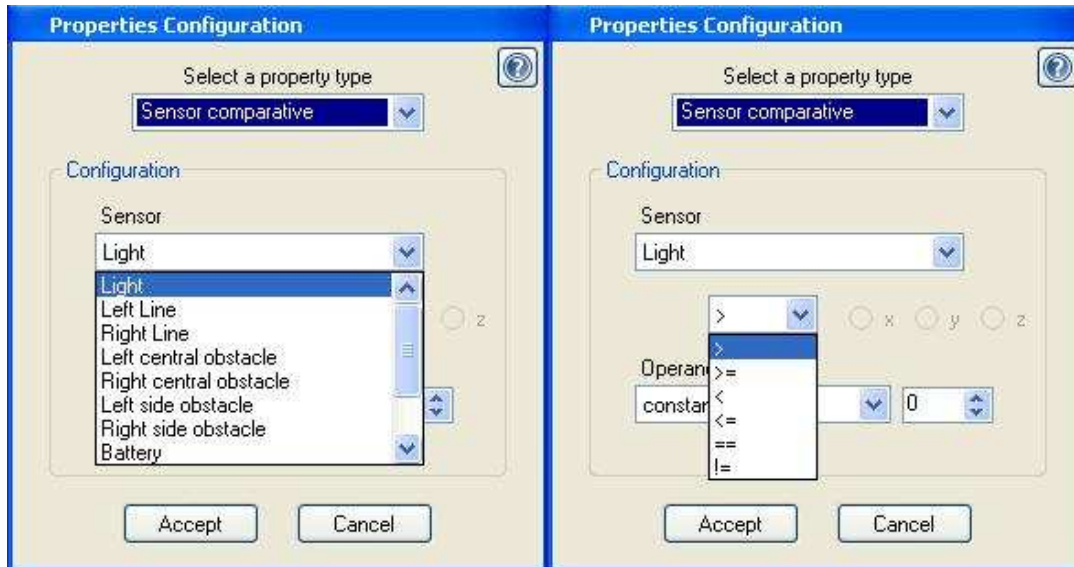 Properties Configuration
Select a property type
Sensor comparative
Configuration
Sensor
Light
Light
Left Line
Right Line
Left central obstacle
Right central obstacle
Left side obstacle
Right side obstacle
Battery
z
Accept
Cancel
Properties Configuration
Select a property type
Sensor comparative
Configuration
Sensor
Light
> x y z
>
>=
<
<=
==
!=
Operan
constan 0
Accept
Cancel